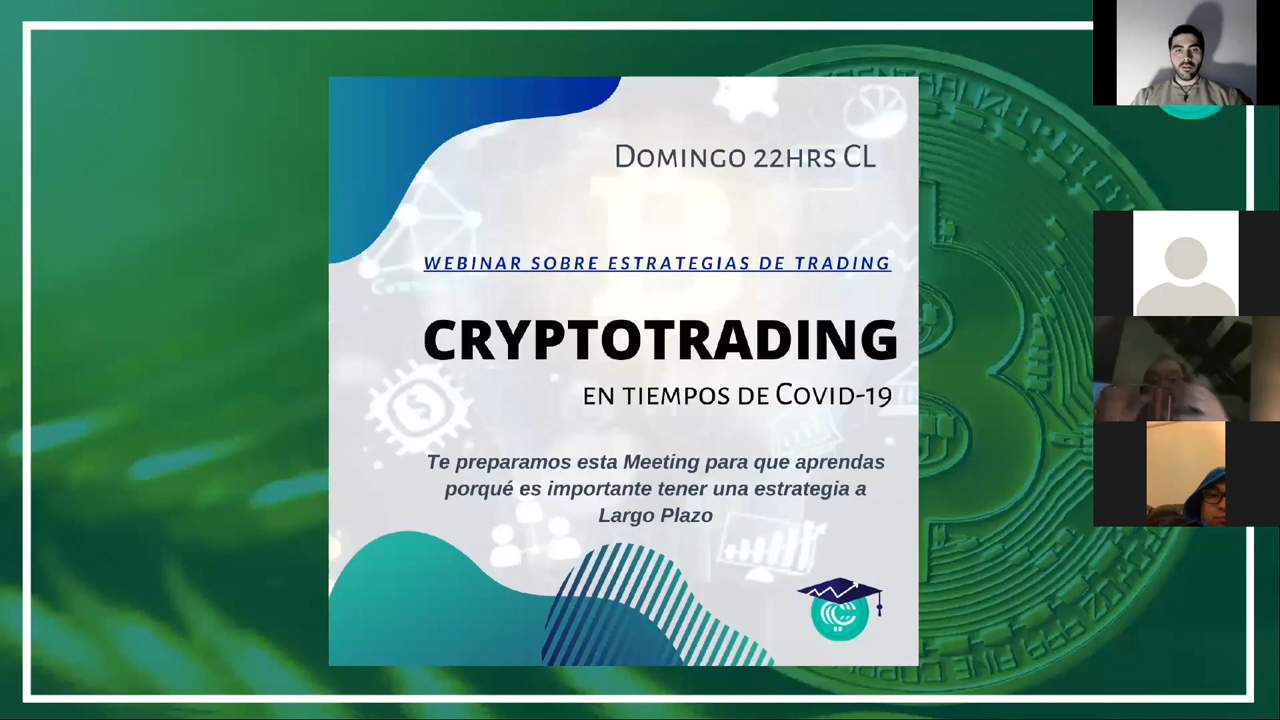 Domingo 22hrs CL
WEBINAR SOBRE ESTRATEGIAS DE TRADING
CRYPTOTRADING
en tiempos de Covid-19
Te preparamos esta Meeting para que aprendas
porqué es importante tener una estrategia a
Largo Plazo